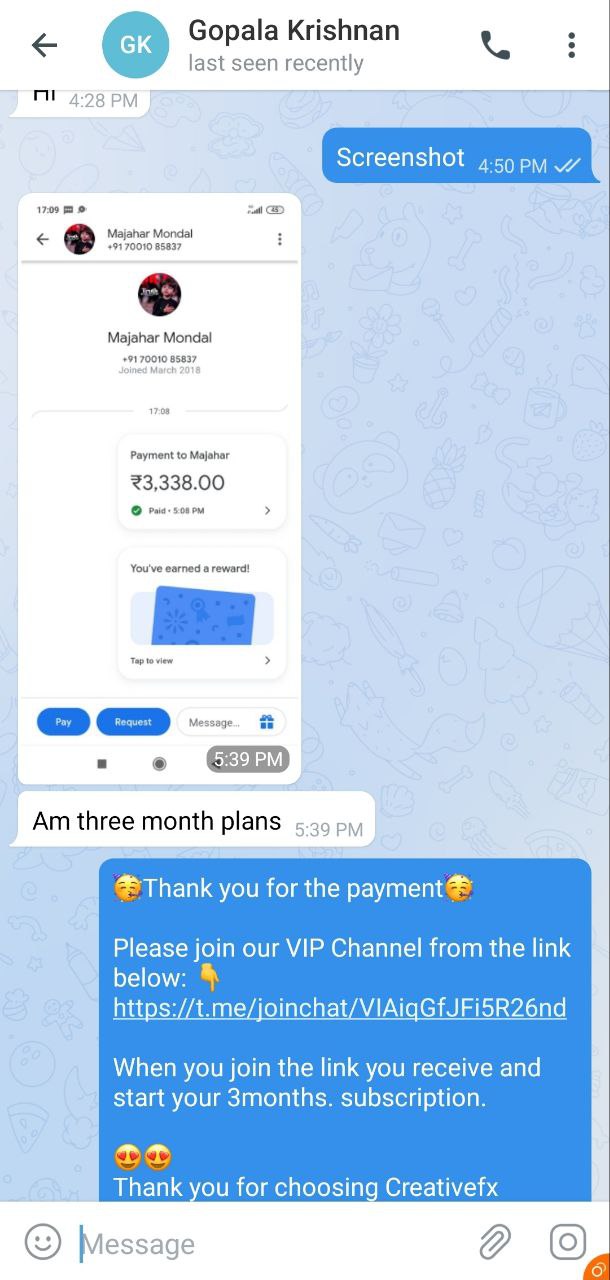 GK
Gopala Krishnan
last seen recently
Hi 4:28 PM
Screenshot 4:50 PM
17:09 45
Majahar Mondal
+91 70010 85837
Majahar Mondal
+91 70010 85837
Joined March 2018
17:08
Payment to Majahar
₹3,338.00
Paid • 5:08 PM
You've earned a reward!
Tap to view
Pay Request Message...
5:39 PM
Am three month plans 5:39 PM
🥳Thank you for the payment🥳
Please join our VIP Channel from the link
below: 👇
https://t.me/joinchat/VIAiqGfJFi5R26nd
When you join the link you receive and
start your 3months. subscription.
😍😍
Thank you for choosing Creativefx
Message